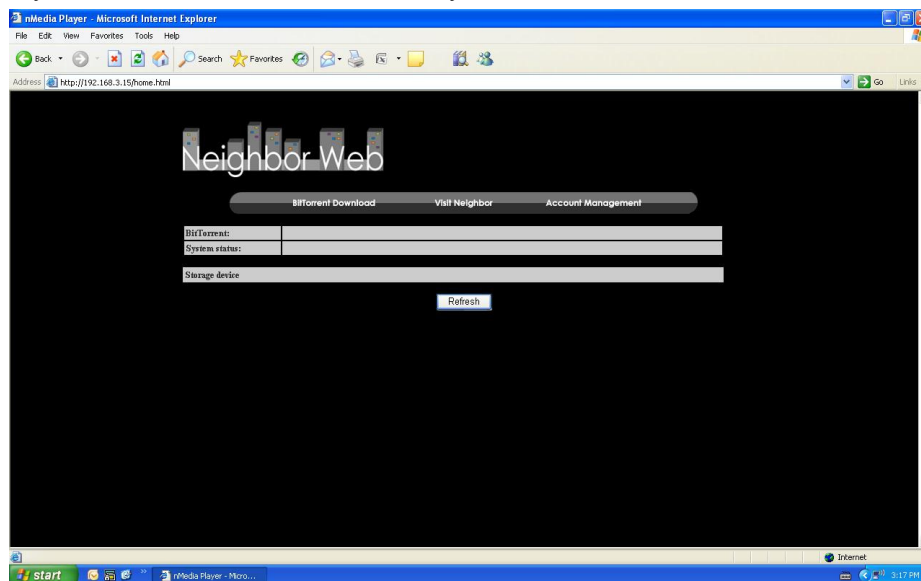 nMedia Player - Microsoft Internet Explorer
File Edit View Favorites Tools Help
Back Search Favorites
Address http://192.168.3.15/home.html Go Links
Neighbor Web
BitTorrent Download Visit Neighbor Account Management
BitTorrent:
System status:
Storage device
Refresh
Internet
start nMedia Player - Micro... 3:17 PM